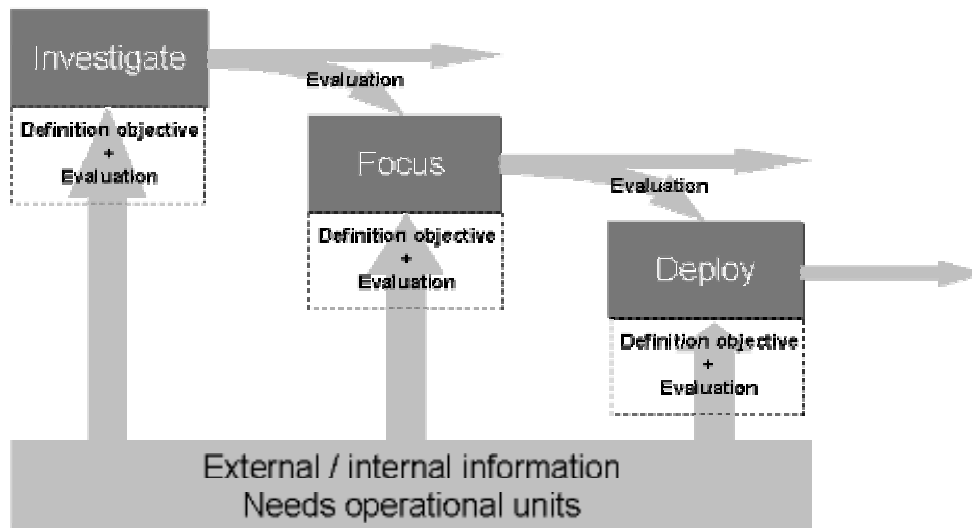 Investigate
Evaluation
Definition objective
+
Evaluation
Focus
Evaluation
Definition objective
+
Evaluation
Deploy
Definition objective
+
Evaluation
External / internal information
Needs operational units